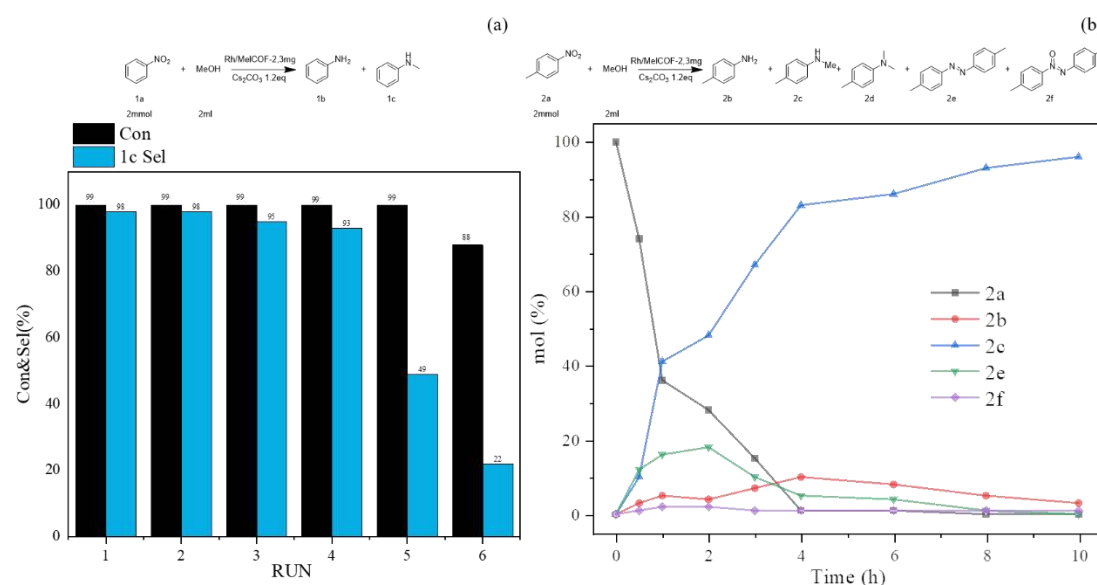 (a)
NO2
+
MeOH
Rh/MelCOF-2,3mg
Cs2CO3 1.2eq
NH2
+
H
N
1a
1b
1c
2mmol
2ml
Con
1c Sel
Con&Sel(%)
100
80
60
40
20
0
99
98
99
98
99
95
99
93
99
49
88
22
1
2
3
4
5
6
RUN
(b
NO2
+
MeOH
Rh/MelCOF-2,3mg
Cs2CO3 1.2eq
NH2
+
H
N
Me
+
N
+
N
N
+
O
N
N
2a
2b
2c
2d
2e
2f
2mmol
2ml
mol (%)
100
80
60
40
20
0
2a
2b
2c
2e
2f
0
2
4
6
8
10
Time (h)